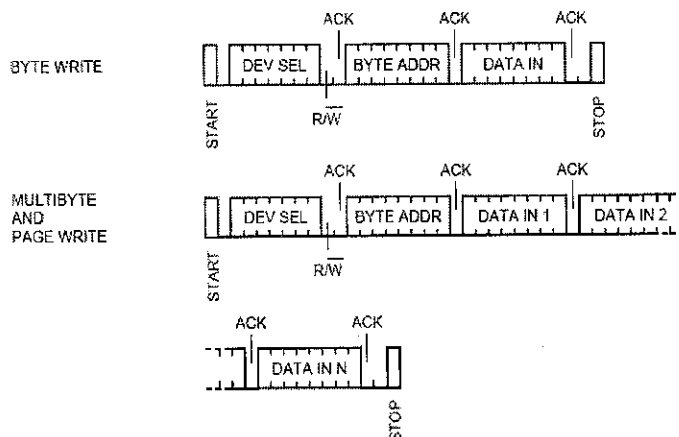 ACK ACK ACK
BYTE WRITE DEV SEL BYTE ADDR DATA IN
START R/W STOP
ACK ACK ACK
MULTIBYTE
AND
PAGE WRITE
DEV SEL BYTE ADDR DATA IN 1 DATA IN 2
START R/W
ACK ACK
DATA IN N
STOP